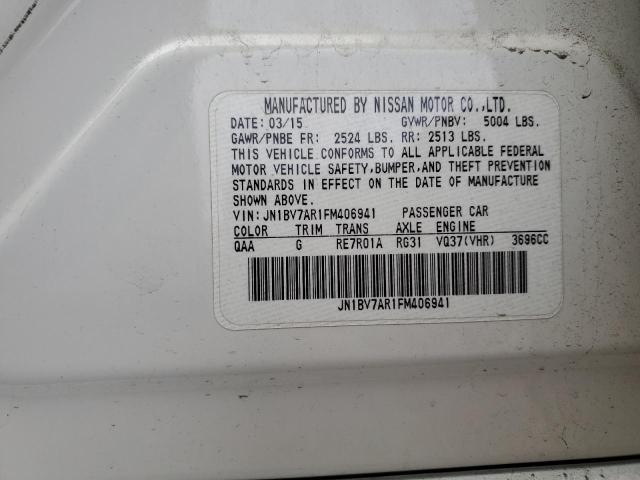 MANUFACTURED BY NISSAN MOTOR CO.,LTD.
DATE: 03/15 GVWR/PNBV: 5004 LBS.
GAWR/PNBE FR: 2524 LBS. RR: 2513 LBS.
THIS VEHICLE CONFORMS TO ALL APPLICABLE FEDERAL
MOTOR VEHICLE SAFETY,BUMPER,AND THEFT PREVENTION
STANDARDS IN EFFECT ON THE DATE OF MANUFACTURE
SHOWN ABOVE.
VIN:JN1BV7AR1FM406941 PASSENGER CAR
COLOR TRIM TRANS AXLE ENGINE
QAA G RE7R01A RG31 VQ37(VHR) 3696CC
JN1BV7AR1FM406941